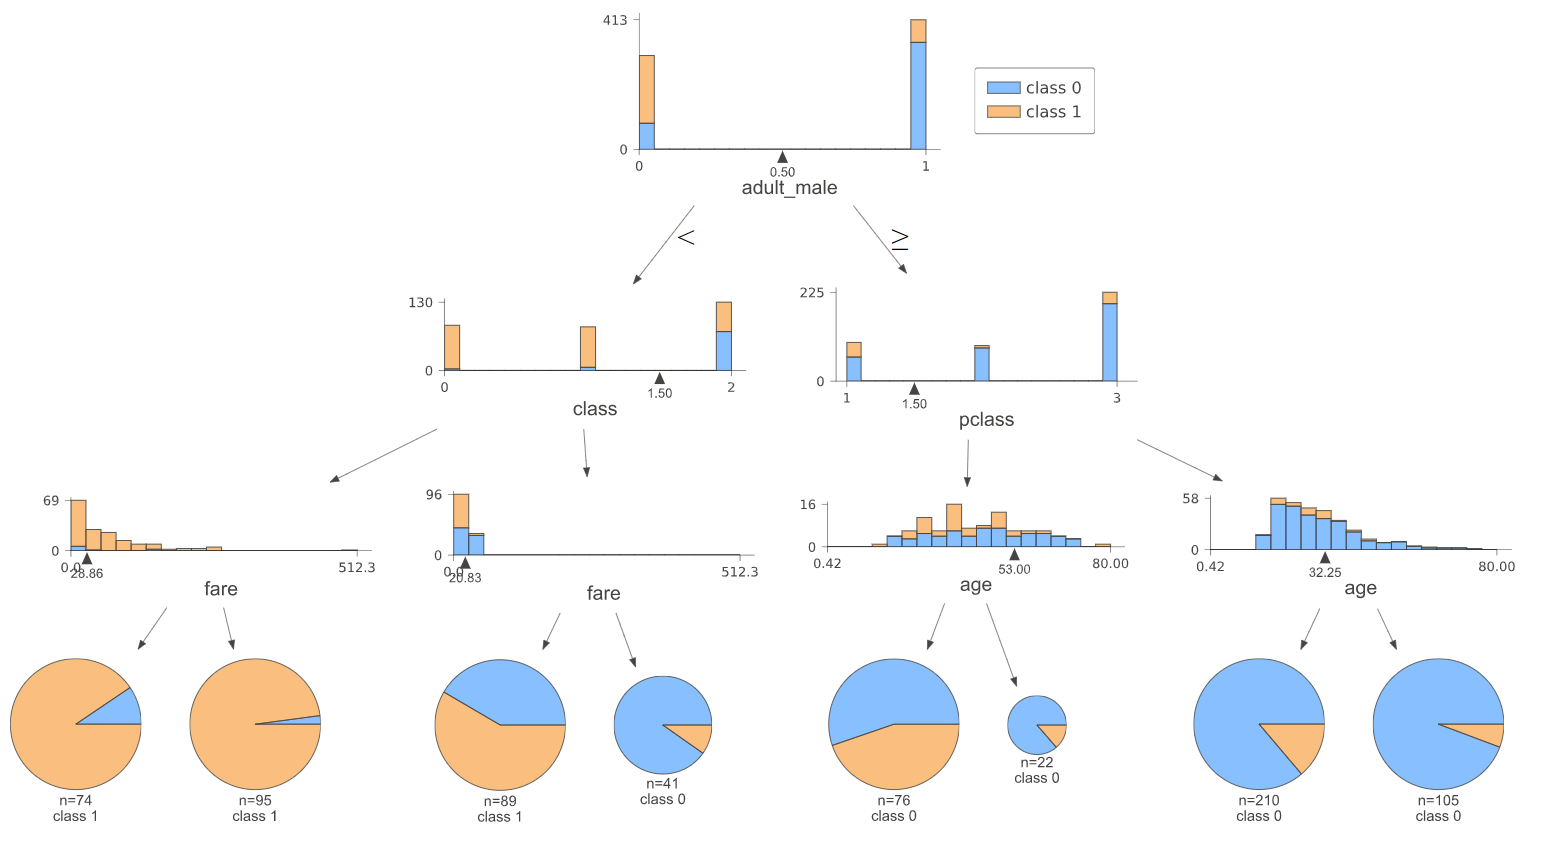 413
0
0
0.50
1
adult_male
class 0
class 1
<
≥
130
0
0
1.50
2
class
225
0
1
1.50
3
pclass
69
0
0.0
28.86
512.3
fare
96
0
0.0
20.83
512.3
fare
16
0
0.42
53.00
80.00
age
58
0
0.42
32.25
80.00
age
n=74
class 1
n=95
class 1
n=89
class 1
n=41
class 0
n=76
class 0
n=22
class 0
n=210
class 0
n=105
class 0